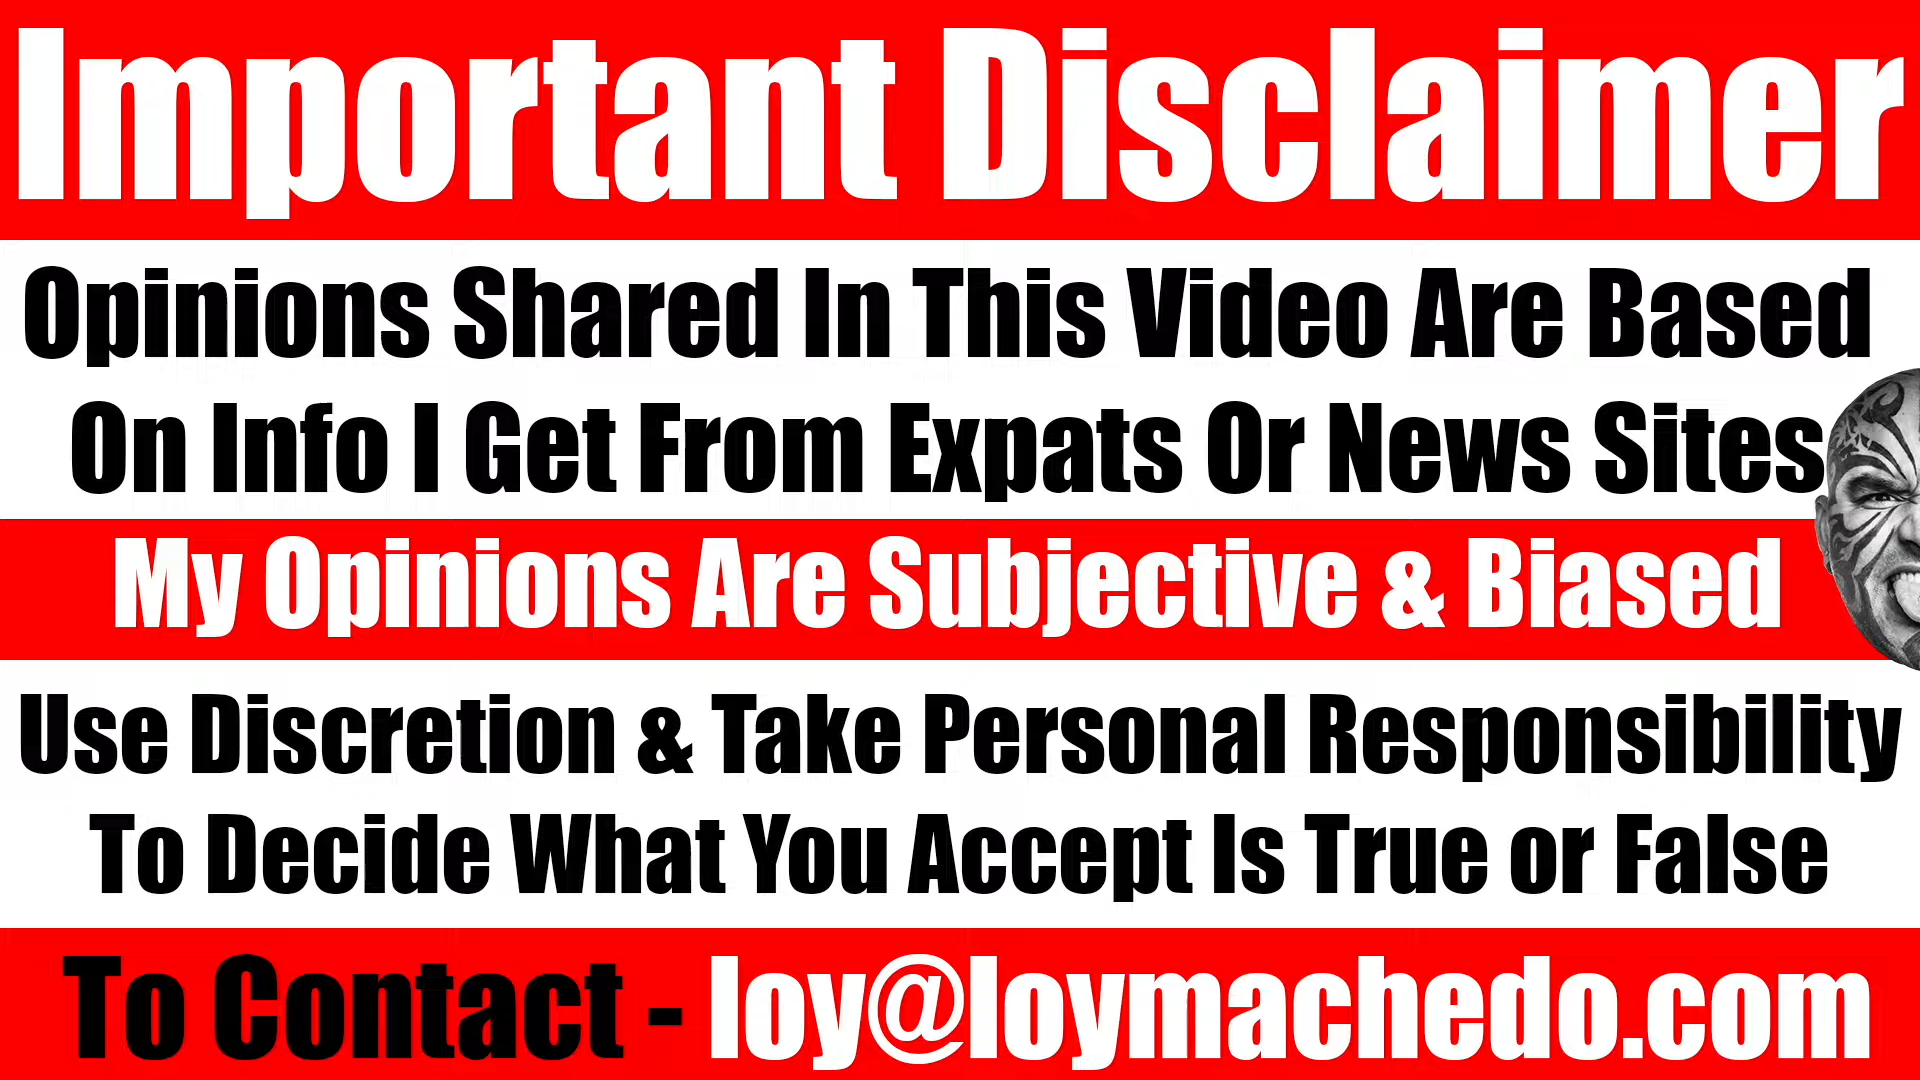 Important Disclaimer
Opinions Shared In This Video Are Based
On Info I Get From Expats Or News Sites
My Opinions Are Subjective & Biased
Use Discretion & Take Personal Responsibility
To Decide What You Accept Is True or False
To Contact - loy@loymachedo.com